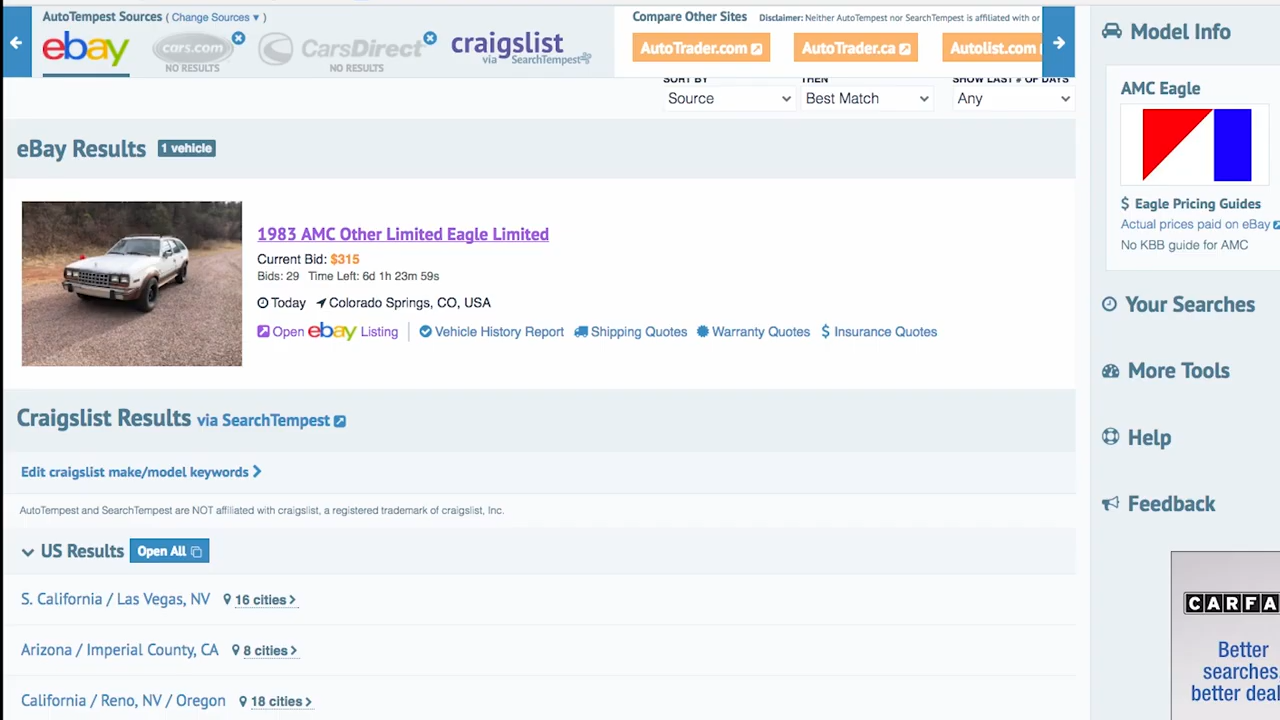 AutoTempest Sources ( Change Sources ▾ )
ebay
cars.com
NO RESULTS
CarsDirect
NO RESULTS
craigslist
via SearchTempest
Compare Other Sites Disclaimer: Neither AutoTempest nor SearchTempest is affiliated with or
AutoTrader.com
AutoTrader.ca
Autolist.com
SORT BY
THEN
SHOW LAST # OF DAYS
Source
Best Match
Any
eBay Results 1 vehicle
1983 AMC Other Limited Eagle Limited
Current Bid: $315
Bids: 29 Time Left: 6d 1h 23m 59s
Today Colorado Springs, CO, USA
Open ebay Listing | Vehicle History Report Shipping Quotes Warranty Quotes $ Insurance Quotes
Craigslist Results via SearchTempest
Edit craigslist make/model keywords >
AutoTempest and SearchTempest are NOT affiliated with craigslist, a registered trademark of craigslist, Inc.
US Results Open All
S. California / Las Vegas, NV 16 cities >
Arizona / Imperial County, CA 8 cities >
California / Reno, NV / Oregon 18 cities >
Model Info
AMC Eagle
$ Eagle Pricing Guides
Actual prices paid on eBay
No KBB guide for AMC
Your Searches
More Tools
Help
Feedback
CARFA
Better
searches.
better deal